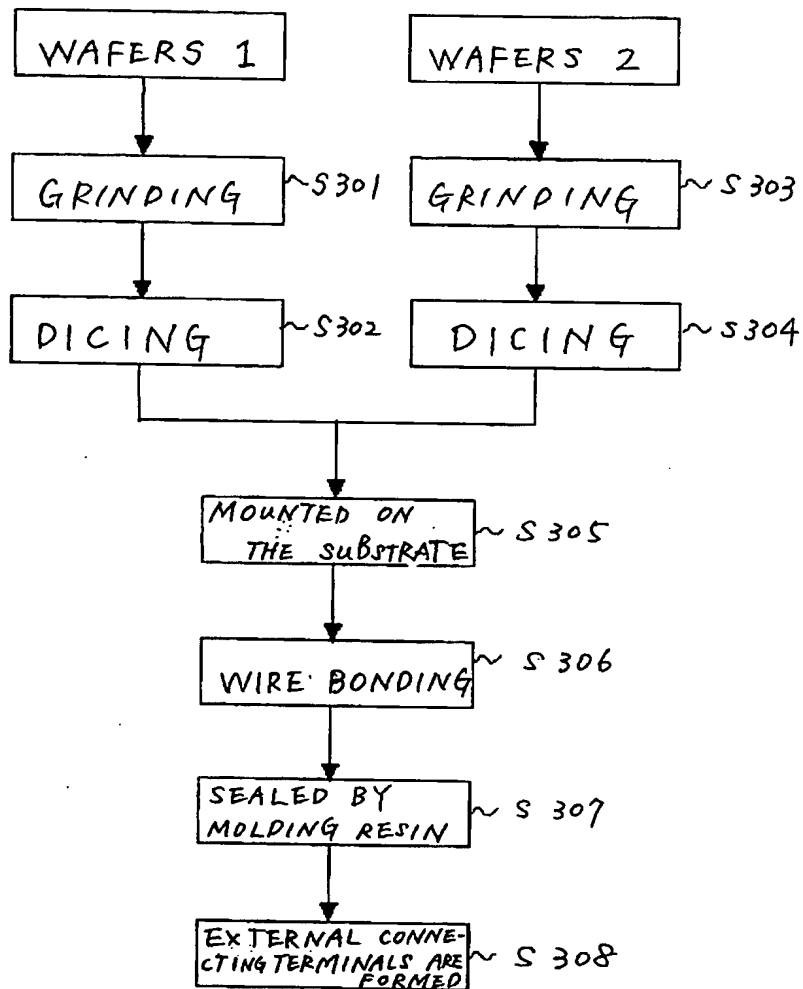 WAFERS 1
WAFERS 2
GRINDING
S301
GRINDING
S303
DICING
S302
DICING
S304
MOUNTED ON
THE SUBSTRATE
S305
WIRE BONDING
S306
SEALED BY
MOLDING RESIN
S307
EXTERNAL CONNE-
CTING TERMINALS ARE
FORMED
S308